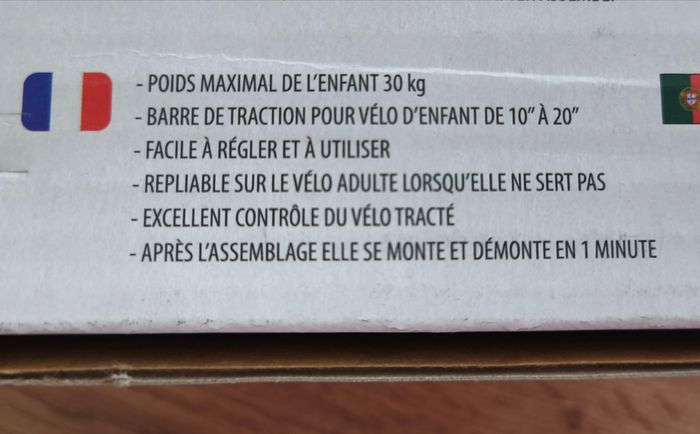 - POIDS MAXIMAL DE L'ENFANT 30 kg
- BARRE DE TRACTION POUR VÉLO D'ENFANT DE 10" À 20"
- FACILE À RÉGLER ET À UTILISER
- REPLIABLE SUR LE VÉLO ADULTE LORSQU'ELLE NE SERT PAS
- EXCELLENT CONTRÔLE DU VÉLO TRACTÉ
- APRÈS L'ASSEMBLAGE ELLE SE MONTE ET DÉMONTE EN 1 MINUTE